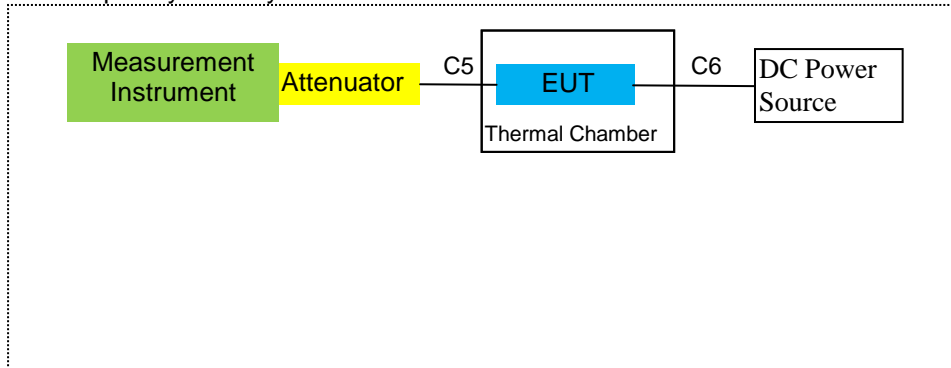 Measurement
Instrument
Attenuator
C5
EUT
Thermal Chamber
C6
DC Power
Source